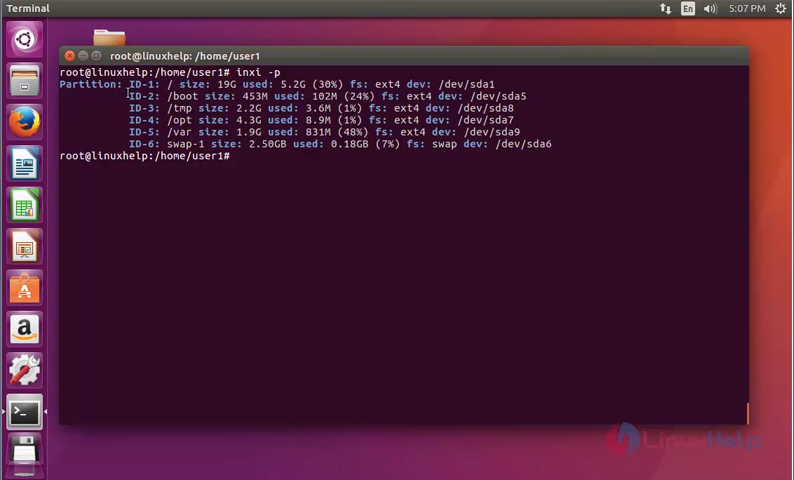 Terminal
En
5:07 PM
root@linuxhelp: /home/user1
root@linuxhelp:/home/user1# inxi -p
Partition: ID-1: / size: 19G used: 5.2G (30%) fs: ext4 dev: /dev/sda1
ID-2: /boot size: 453M used: 102M (24%) fs: ext4 dev: /dev/sda5
ID-3: /tmp size: 2.2G used: 3.6M (1%) fs: ext4 dev: /dev/sda8
ID-4: /opt size: 4.3G used: 8.9M (1%) fs: ext4 dev: /dev/sda7
ID-5: /var size: 1.9G used: 831M (48%) fs: ext4 dev: /dev/sda9
ID-6: swap-1 size: 2.50GB used: 0.18GB (7%) fs: swap dev: /dev/sda6
root@linuxhelp:/home/user1#
LinuxHelp